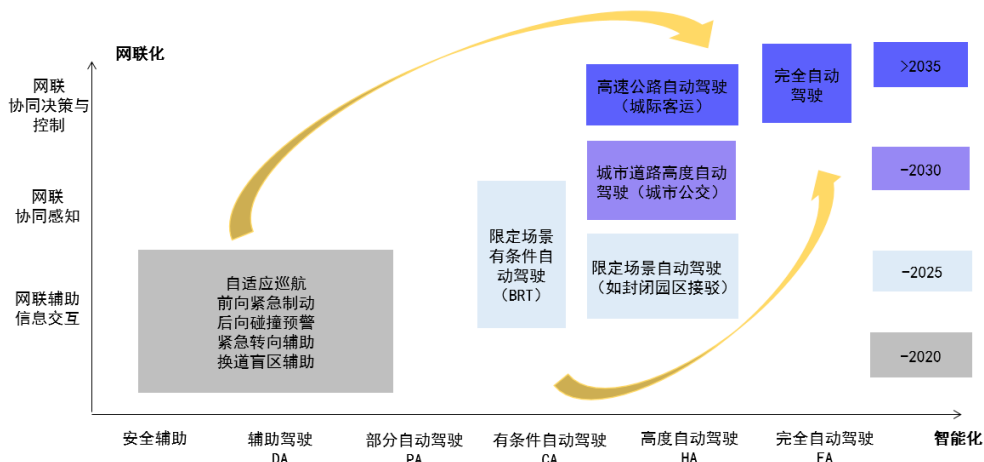 网联化
网联
协同决策与
控制
网联
协同感知
网联辅助
信息交互
自适应巡航
前向紧急制动
后向碰撞预警
紧急转向辅助
换道盲区辅助
限定场景
有条件自
动驾驶
（BRT）
高速公路自动驾驶
（城际客运）
城市道路高度自动
驾驶（城市公交）
限定场景自动驾驶
（如封闭园区接驳）
完全自动
驾驶
>2035
-2030
-2025
-2020
安全辅助
辅助驾驶
DA
部分自动驾驶
PA
有条件自动驾驶
CA
高度自动驾驶
HA
完全自动驾驶
FA
智能化